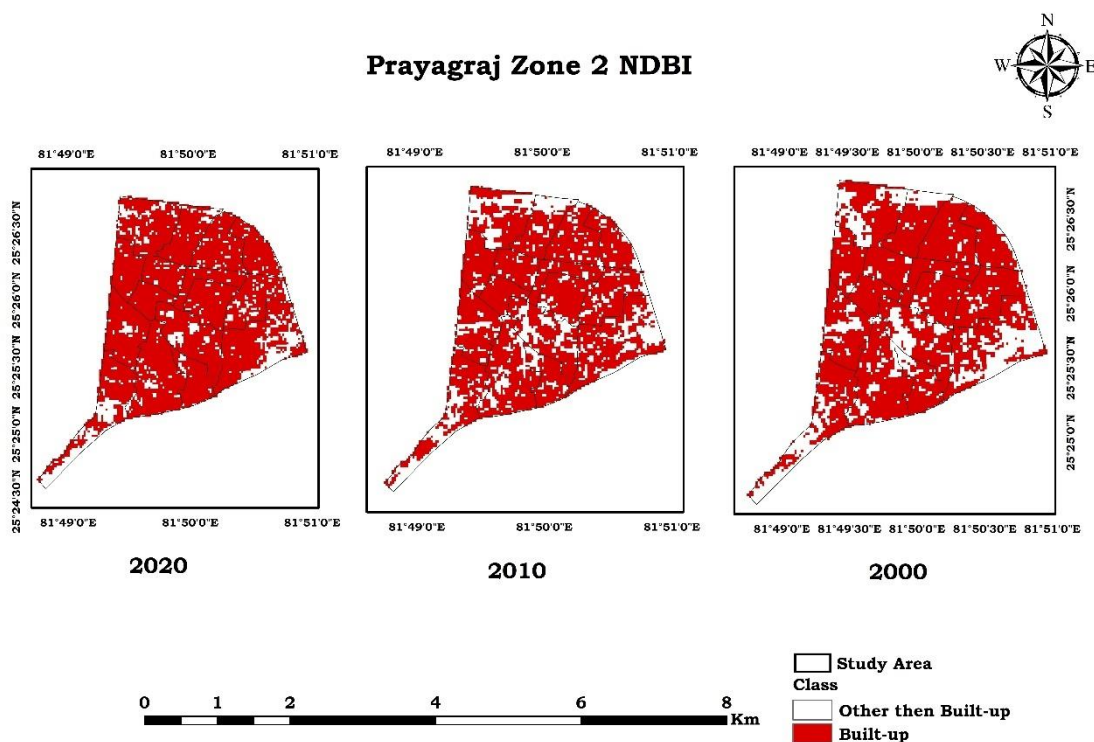 N
Prayagraj Zone 2 NDBI
W E
S
81°49'0"E 81°50'0"E 81°51'0"E
81°49'0"E 81°50'0"E 81°51'0"E
81°49'0"E 81°49'30"E 81°50'0"E 81°50'30"E 81°51'0"E
25°26'30"N
25°26'0"N
25°25'30"N
25°25'0"N
25°24'30"N
25°26'30"N
25°26'0"N
25°25'30"N
25°25'0"N
81°49'0"E 81°50'0"E 81°51'0"E
81°49'0"E 81°50'0"E 81°51'0"E
81°49'0"E 81°49'30"E 81°50'0"E 81°50'30"E 81°51'0"E
2020
2010
2000
0 1 2 4 6 8
Km
Study Area
Class
Other then Built-up
Built-up